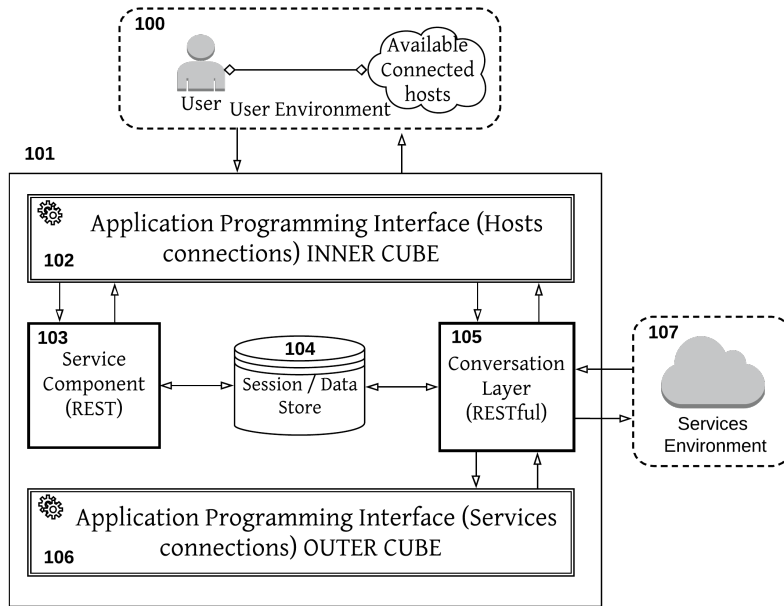 100
Available
Connected
hosts
User
User Environment
101
Application Programming Interface (Hosts
connections) INNER CUBE
102
103
Service
Component
(REST)
104
Session / Data
Store
105
Conversation
Layer
(RESTful)
107
Services
Environment
Application Programming Interface (Services
connections) OUTER CUBE
106